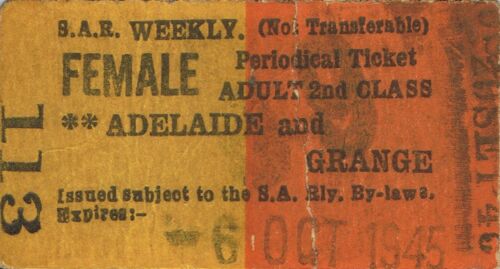 S.A.R. WEEKLY. (Not Transferable)
FEMALE Periodical Ticket
ADULT 2nd CLASS
** ADELAIDE and
GRANGE
Issued subject to the S.A. Rly. By-laws.
Expires:-
6 OCT 1945
113